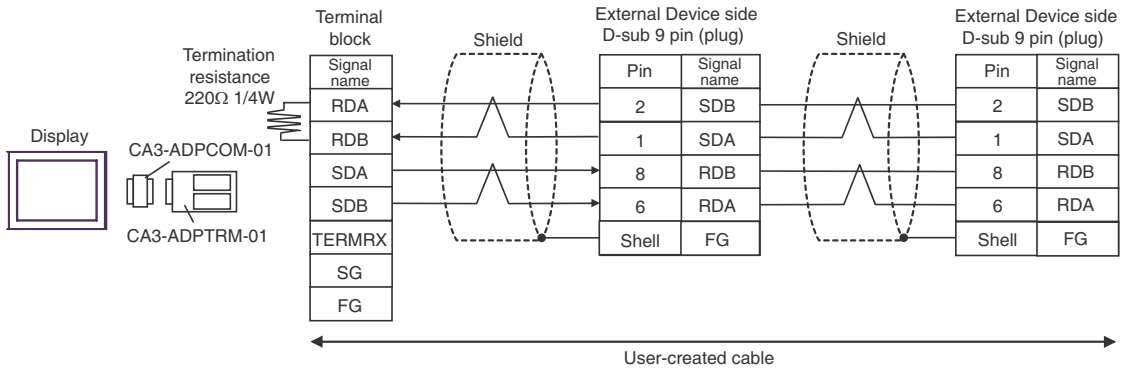 Terminal
block
External Device side
D-sub 9 pin (plug)
External Device side
D-sub 9 pin (plug)
Shield
Shield
Termination
resistance
220Ω 1/4W
Display
CA3-ADPCOM-01
CA3-ADPTRM-01
Signal
name
RDA
RDB
SDA
SDB
TERMRX
SG
FG
Pin
Signal
name
2
SDB
1
SDA
8
RDB
6
RDA
Shell
FG
Pin
Signal
name
2
SDB
1
SDA
8
RDB
6
RDA
Shell
FG
User-created cable